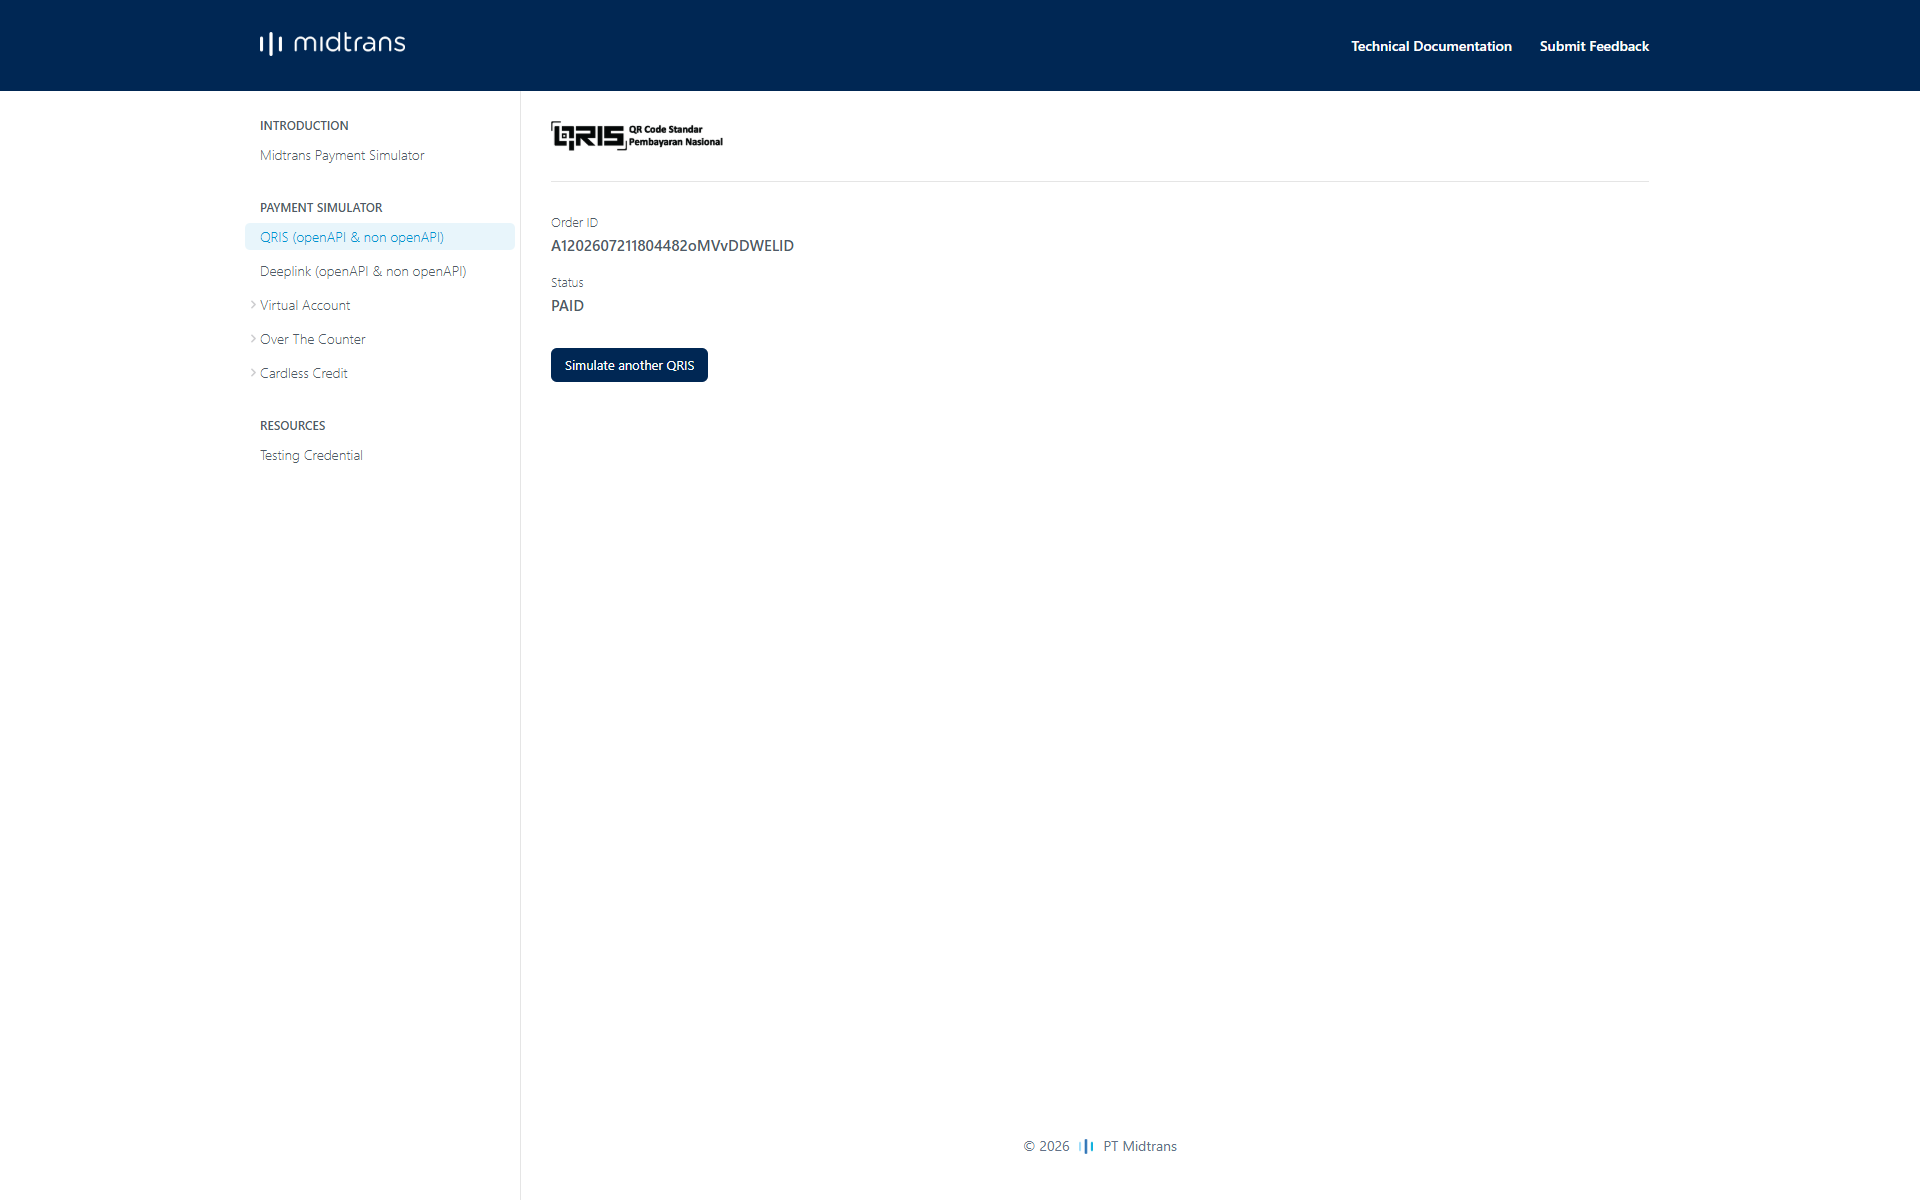 midtrans
Technical Documentation
Submit Feedback
INTRODUCTION
Midtrans Payment Simulator
PAYMENT SIMULATOR
QRIS (openAPI & non openAPI)
Deeplink (openAPI & non openAPI)
Virtual Account
Over The Counter
Cardless Credit
RESOURCES
Testing Credential
QRIS
QR Code Standar
Pembayaran Nasional
Order ID
A1202607211804482oMVvDDWELID
Status
PAID
Simulate another QRIS
© 2026 PT Midtrans